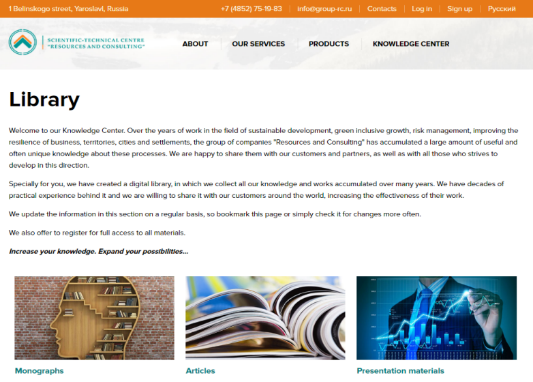 1 Belinskogo street, Yaroslavl, Russia
+7 (4852) 75-19-83
info@group-rc.ru
Contacts
Log in
Sign up
Русский
SCIENTIFIC-TECHNICAL CENTRE
"RESOURCES AND CONSULTING"
ABOUT
OUR SERVICES
PRODUCTS
KNOWLEDGE CENTER
Library
Welcome to our Knowledge Center. Over the years of work in the field of sustainable development, green inclusive growth, risk management, improving the
resilience of business, territories, cities and settlements, the group of companies "Resources and Consulting" has accumulated a large amount of useful and
often unique knowledge about these processes. We are happy to share them with our customers and partners, as well as with all those who strives to
develop in this direction.
Specially for you, we have created a digital library, in which we collect all our knowledge and works accumulated over many years. We have decades of
practical experience behind it and we are willing to share it with our customers around the world, increasing the effectiveness of their work.
We update the information in this section on a regular basis, so bookmark this page or simply check it for changes more often.
We also offer to register for full access to all materials.
Increase your knowledge. Expand your possibilities...
Monographs
Articles
Presentation materials